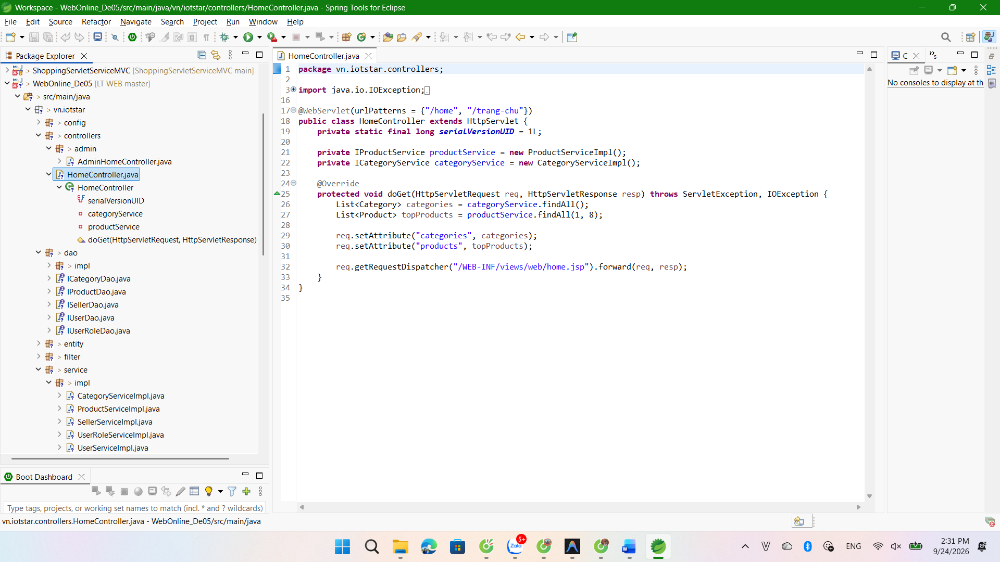 Workspace - WebOnline_De05/src/main/java/vn/iotstar/controllers/HomeController.java - Spring Tools for Eclipse
File Edit Source Refactor Navigate Search Project Run Window Help
Package Explorer
> ShoppingServletServiceMVC [ShoppingServletServiceMVC main]
> WebOnline_De05 [LT WEB master]
> src/main/java
> vn.iotstar
> config
> controllers
> admin
AdminHomeController.java
HomeController.java
HomeController
serialVersionUID
categoryService
productService
doGet(HttpServletRequest, HttpServletResponse)
> dao
> impl
ICategoryDao.java
IProductDao.java
ISellerDao.java
IUserDao.java
IUserRoleDao.java
> entity
> filter
> service
> impl
CategoryServiceImpl.java
ProductServiceImpl.java
SellerServiceImpl.java
UserRoleServiceImpl.java
UserServiceImpl.java
Boot Dashboard
Type tags, projects, or working set names to match (incl. * and ? wildcards)
HomeController.java
1 package vn.iotstar.controllers;
2
3 import java.io.IOException;
16
17 @WebServlet(urlPatterns = {"/home", "/trang-chu"})
18 public class HomeController extends HttpServlet {
19 private static final long serialVersionUID = 1L;
20
21 private IProductService productService = new ProductServiceImpl();
22 private ICategoryService categoryService = new CategoryServiceImpl();
23
24 @Override
25 protected void doGet(HttpServletRequest req, HttpServletResponse resp) throws ServletException, IOException {
26 List<Category> categories = categoryService.findAll();
27 List<Product> topProducts = productService.findAll(1, 8);
28
29 req.setAttribute("categories", categories);
30 req.setAttribute("products", topProducts);
31
32 req.getRequestDispatcher("/WEB-INF/views/web/home.jsp").forward(req, resp);
33 }
34 }
35
C
5
No consoles to display at th
vn.iotstar.controllers.HomeController.java - WebOnline_De05/src/main/java
Zalo
5+
ENG
2:31 PM
9/24/2026